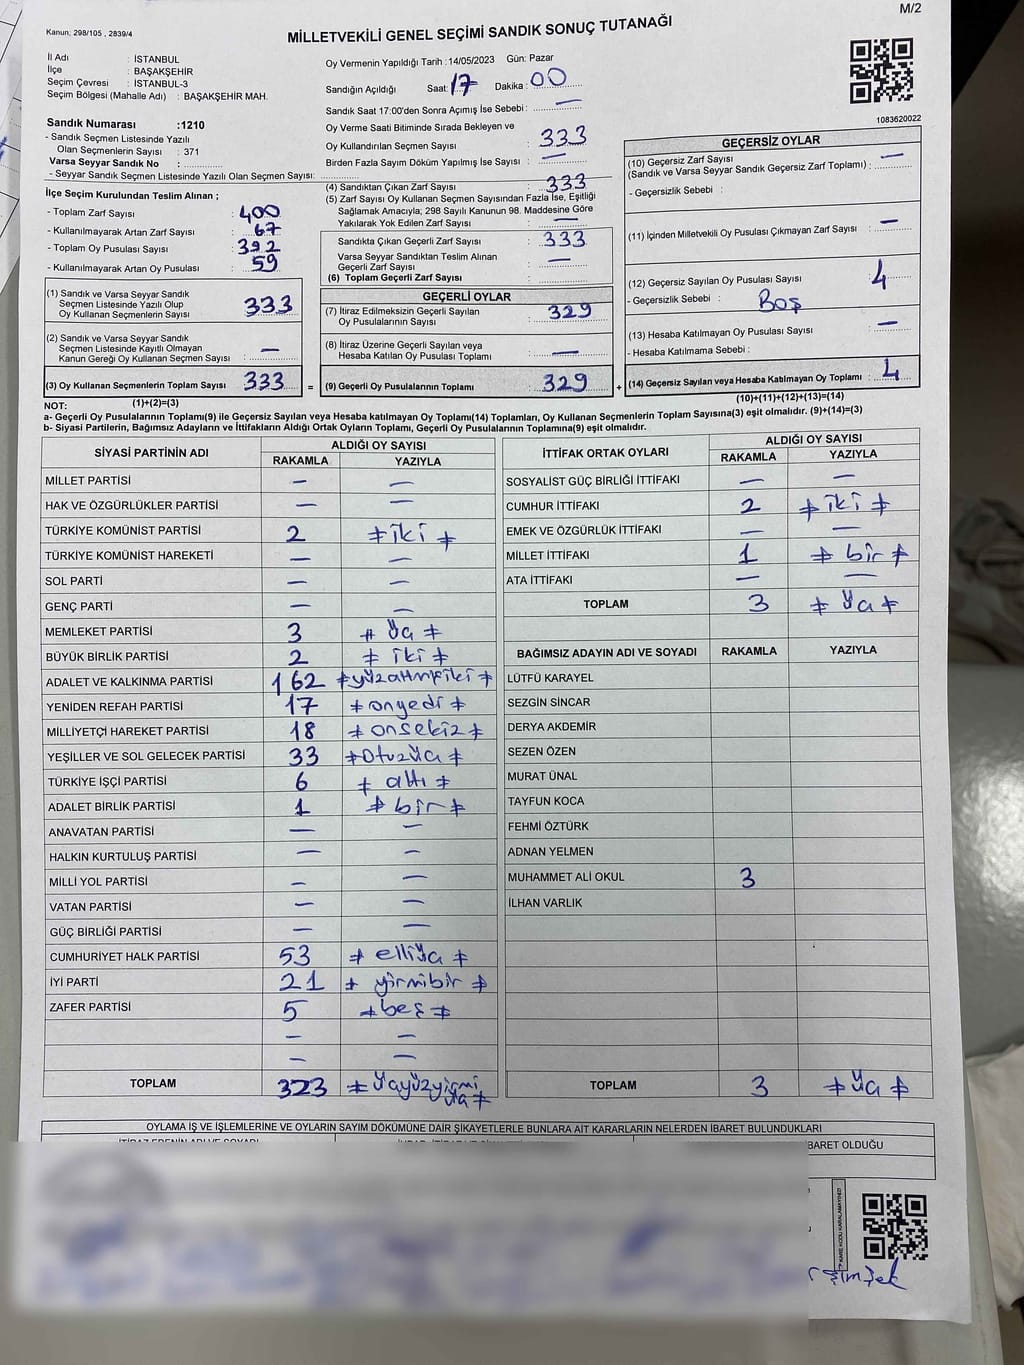 M/2
Kanun; 298/105 , 2839/4
MİLLETVEKİLİ GENEL SEÇİMİ SANDIK SONUÇ TUTANAĞI
İl Adı : İSTANBUL
İlçe : BAŞAKŞEHİR
Seçim Çevresi : İSTANBUL-3
Seçim Bölgesi (Mahalle Adı) : BAŞAKŞEHİR MAH.
Sandık Numarası :1210
- Sandık Seçmen Listesinde Yazılı
Olan Seçmenlerin Sayısı : 371
Varsa Seyyar Sandık No :
- Seyyar Sandık Seçmen Listesinde Yazılı Olan Seçmen Sayısı:
Oy Vermenin Yapıldığı Tarih :14/05/2023 Gün: Pazar
Sandığın Açıldığı Saat: 17 Dakika: 00
Sandık Saat 17:00'den Sonra Açımış İse Sebebi : —
Oy Verme Saati Bitiminde Sırada Bekleyen ve
Oy Kullandırılan Seçmen Sayısı : 333
Birden Fazla Sayım Döküm Yapılmış İse Sayısı : —
1083620022
İlçe Seçim Kurulundan Teslim Alınan ;
- Toplam Zarf Sayısı : 400
- Kullanılmayarak Artan Zarf Sayısı : 67
- Toplam Oy Pusulası Sayısı : 392
- Kullanılmayarak Artan Oy Pusulası : 59
(1) Sandık ve Varsa Seyyar Sandık
Seçmen Listesinde Yazılı Olup
Oy Kullanan Seçmenlerin Sayısı : 333
(2) Sandık ve Varsa Seyyar Sandık
Seçmen Listesinde Kayıtlı Olmayan
Kanun Gereği Oy Kullanan Seçmen Sayısı : —
(3) Oy Kullanan Seçmenlerin Toplam Sayısı : 333 =
(1)+(2)=(3)
(4) Sandıktan Çıkan Zarf Sayısı : 333
(5) Zarf Sayısı Oy Kullanan Seçmen Sayısından Fazla İse, Eşitliği
Sağlamak Amacıyla; 298 Sayılı Kanunun 98. Maddesine Göre
Yakılarak Yok Edilen Zarf Sayısı : —
Sandıkta Çıkan Geçerli Zarf Sayısı : 333
Varsa Seyyar Sandıktan Teslim Alınan
Geçerli Zarf Sayısı : —
(6) Toplam Geçerli Zarf Sayısı :
GEÇERLİ OYLAR
(7) İtiraz Edilmeksizin Geçerli Sayılan
Oy Pusulalarının Sayısı : 329
(8) İtiraz Üzerine Geçerli Sayılan veya
Hesaba Katılan Oy Pusulası Toplamı : —
(9) Geçerli Oy Pusulalarının Toplamı : 329 +
GEÇERSİZ OYLAR
(10) Geçersiz Zarf Sayısı
(Sandık ve Varsa Seyyar Sandık Geçersiz Zarf Toplamı) : —
- Geçersizlik Sebebi :
(11) İçinden Milletvekili Oy Pusulası Çıkmayan Zarf Sayısı : —
(12) Geçersiz Sayılan Oy Pusulası Sayısı : 4
- Geçersizlik Sebebi : Boş
(13) Hesaba Katılmayan Oy Pusulası Sayısı : —
- Hesaba Katılmama Sebebi :
(14) Geçersiz Sayılan veya Hesaba Katılmayan Oy Toplamı : 4
(10)+(11)+(12)+(13)=(14)
NOT:
a- Geçerli Oy Pusulalarının Toplamı(9) ile Geçersiz Sayılan veya Hesaba katılmayan Oy Toplamı(14) Toplamları, Oy Kullanan Seçmenlerin Toplam Sayısına(3) eşit olmalıdır. (9)+(14)=(3)
b- Siyasi Partilerin, Bağımsız Adayların ve İttifakların Aldığı Ortak Oyların Toplamı, Geçerli Oy Pusulalarının Toplamına(9) eşit olmalıdır.
SİYASİ PARTİNİN ADI ALDIĞI OY SAYISI
RAKAMLA YAZIYLA
MİLLET PARTİSİ — —
HAK VE ÖZGÜRLÜKLER PARTİSİ — —
TÜRKİYE KOMÜNİST PARTİSİ 2 iki
TÜRKİYE KOMÜNİST HAREKETİ — —
SOL PARTİ — —
GENÇ PARTİ — —
MEMLEKET PARTİSİ 3 üç
BÜYÜK BİRLİK PARTİSİ 2 iki
ADALET VE KALKINMA PARTİSİ 162 yüzaltmışiki
YENİDEN REFAH PARTİSİ 17 onyedi
MİLLİYETÇİ HAREKET PARTİSİ 18 onsekiz
YEŞİLLER VE SOL GELECEK PARTİSİ 33 otuzüç
TÜRKİYE İŞÇİ PARTİSİ 6 altı
ADALET BİRLİK PARTİSİ 1 bir
ANAVATAN PARTİSİ — —
HALKIN KURTULUŞ PARTİSİ — —
MİLLİ YOL PARTİSİ — —
VATAN PARTİSİ — —
GÜÇ BİRLİĞİ PARTİSİ — —
CUMHURİYET HALK PARTİSİ 53 elliüç
İYİ PARTİ 21 yirmibir
ZAFER PARTİSİ 5 beş
— —
— —
TOPLAM 323 üçyüzyirmi
üç
İTTİFAK ORTAK OYLARI ALDIĞI OY SAYISI
RAKAMLA YAZIYLA
SOSYALİST GÜÇ BİRLİĞİ İTTİFAKI — —
CUMHUR İTTİFAKI 2 iki
EMEK VE ÖZGÜRLÜK İTTİFAKI — —
MİLLET İTTİFAKI 1 bir
ATA İTTİFAKI — —
TOPLAM 3 üç
BAĞIMSIZ ADAYIN ADI VE SOYADI RAKAMLA YAZIYLA
LÜTFÜ KARAYEL
SEZGİN SİNCAR
DERYA AKDEMİR
SEZEN ÖZEN
MURAT ÜNAL
TAYFUN KOCA
FEHMİ ÖZTÜRK
ADNAN YELMEN
MUHAMMET ALİ OKUL 3
İLHAN VARLIK
TOPLAM 3 üç
OYLAMA İŞ VE İŞLEMLERİNE VE OYLARIN SAYIM DÖKÜMÜNE DAİR ŞİKAYETLERLE BUNLARA AİT KARARLARIN NELERDEN İBARET BULUNDUKLARI
BARET OLDUĞU
şimşek